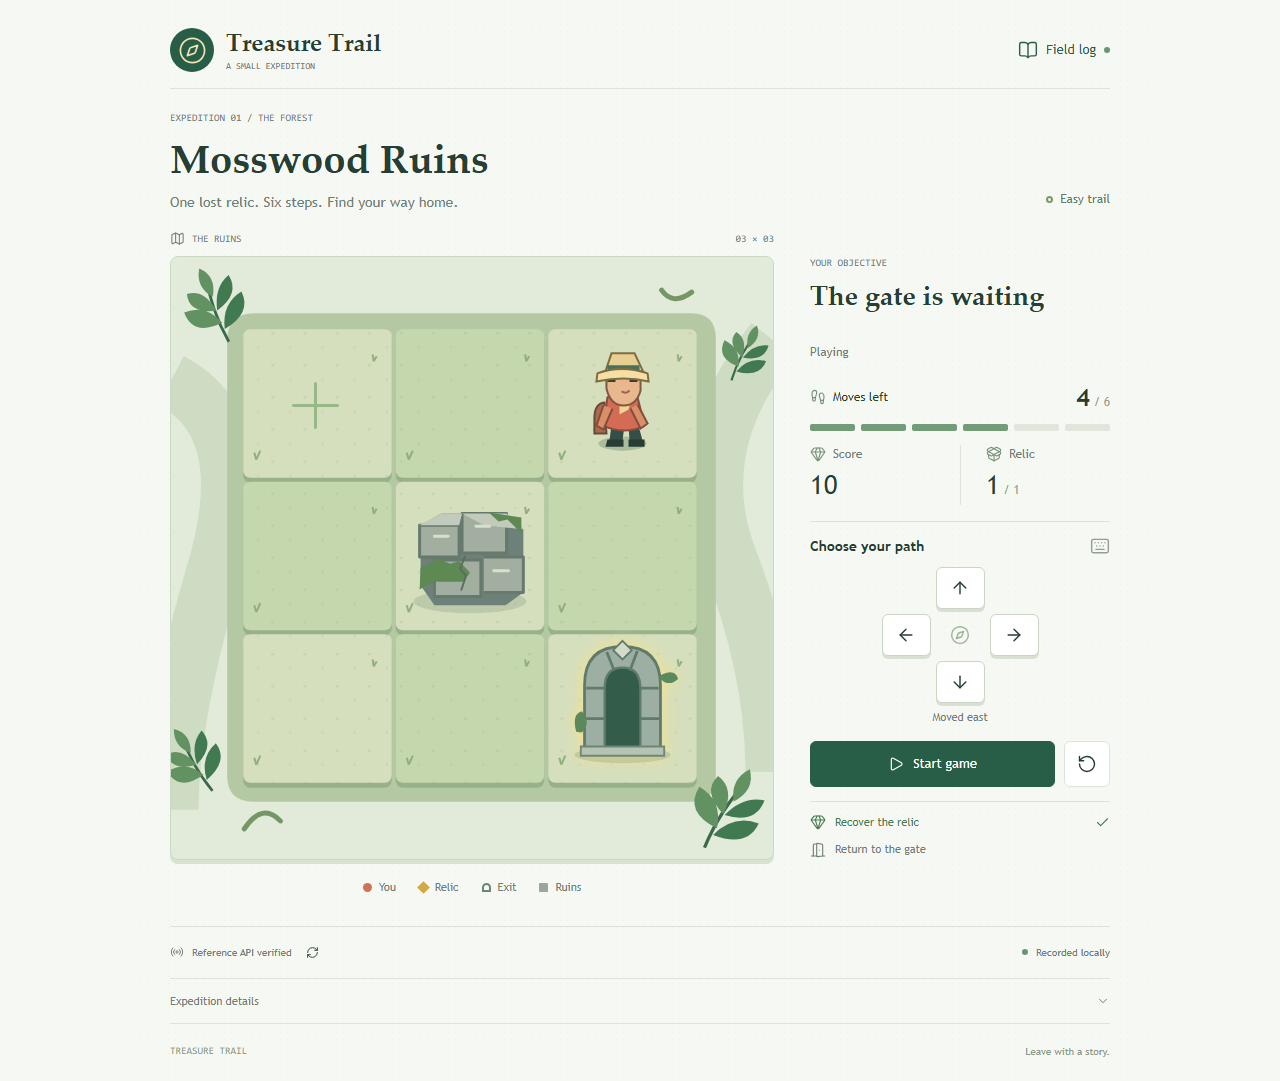 Treasure Trail
A SMALL EXPEDITION
Field log
EXPEDITION 01 / THE FOREST
Mosswood Ruins
One lost relic. Six steps. Find your way home.
Easy trail
THE RUINS
03 × 03
YOUR OBJECTIVE
The gate is waiting
Playing
Moves left
4 / 6
Score
Relic
10
1 / 1
Choose your path
Moved east
Start game
Recover the relic
Return to the gate
You
Relic
Exit
Ruins
Reference API verified
Recorded locally
Expedition details
TREASURE TRAIL
Leave with a story.